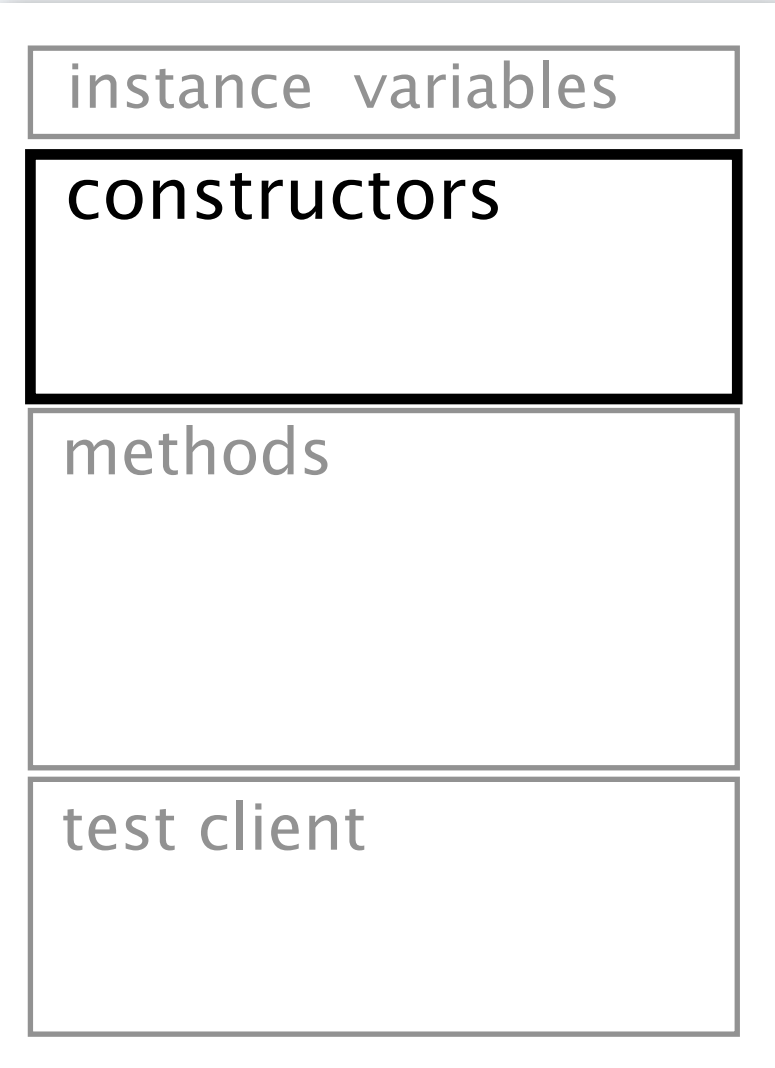 instance variables
constructors
methods
test client